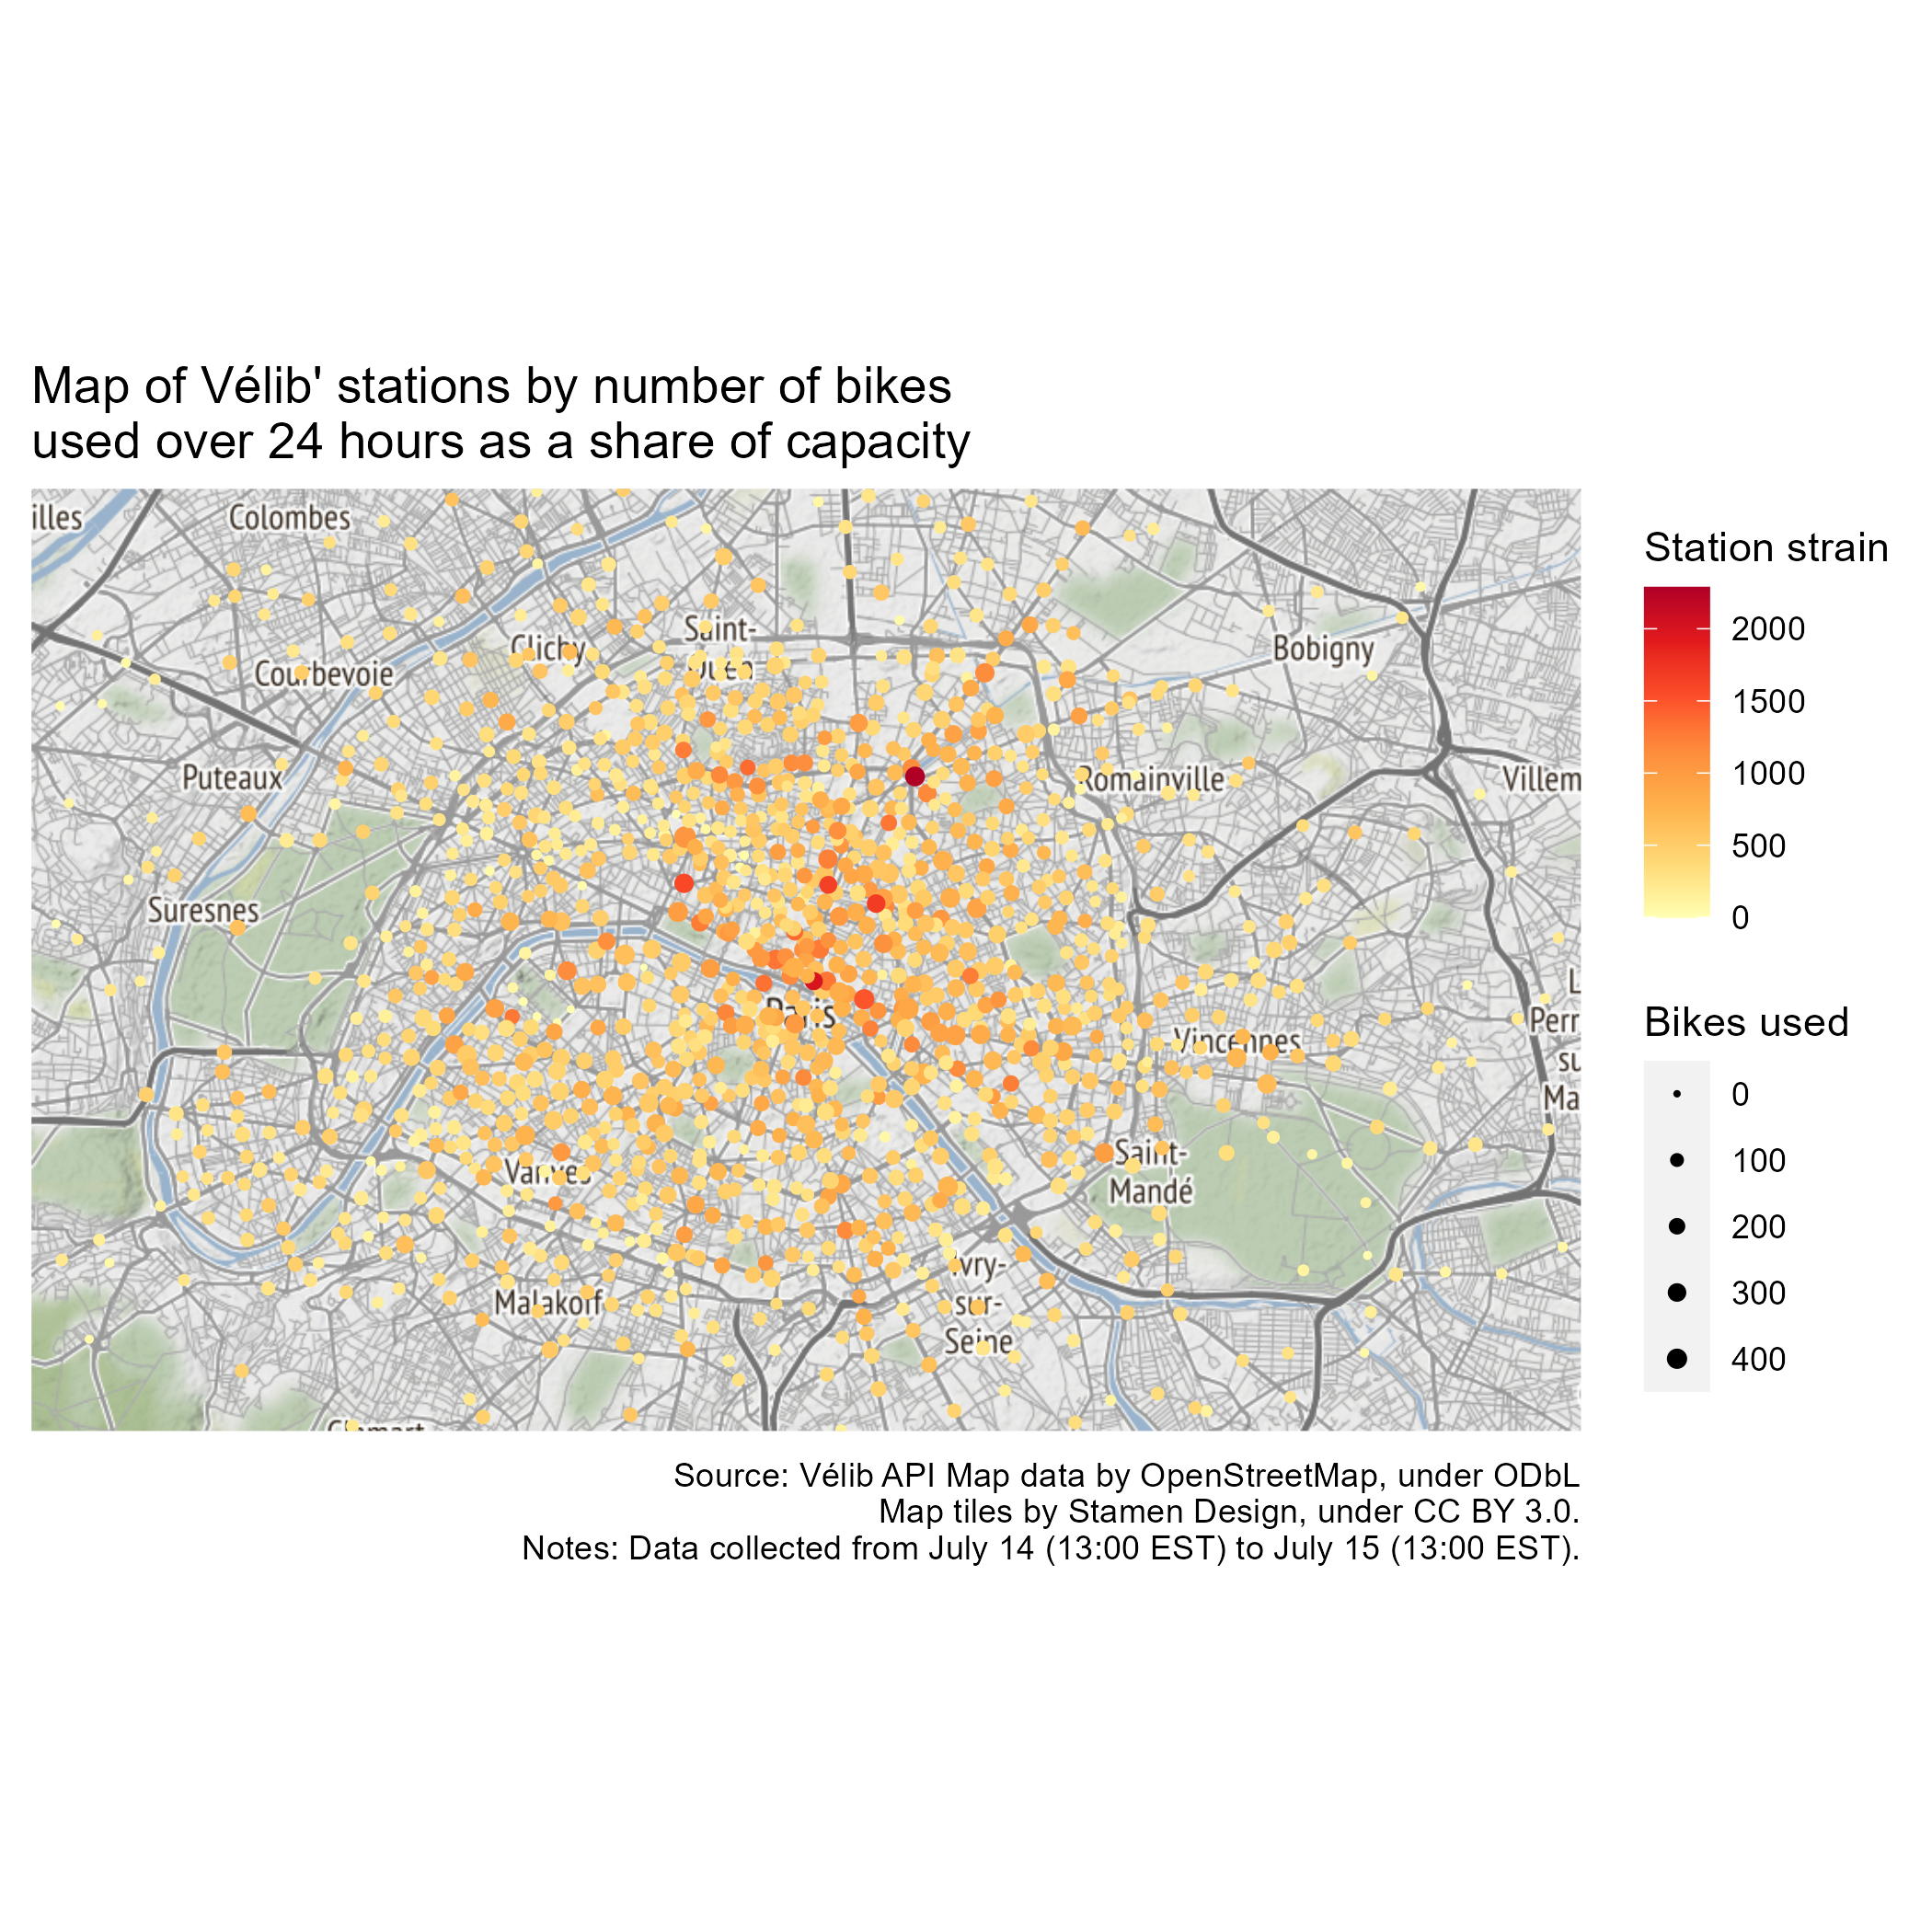 Map of Vélib' stations by number of bikes
used over 24 hours as a share of capacity
illes
Colombes
Saint-
Ouen
Clichy
Bobigny
Courbevoie
Puteaux
Romainville
Villem
Suresnes
Paris
L
Perr
su
Ma
Vincennes
Vanves
Saint-
Mandé
Ivry-
sur-
Seine
Malakoff
Clamart
Station strain
2000
1500
1000
500
0
Bikes used
0
100
200
300
400
Source: Vélib API Map data by OpenStreetMap, under ODbL
Map tiles by Stamen Design, under CC BY 3.0.
Notes: Data collected from July 14 (13:00 EST) to July 15 (13:00 EST).